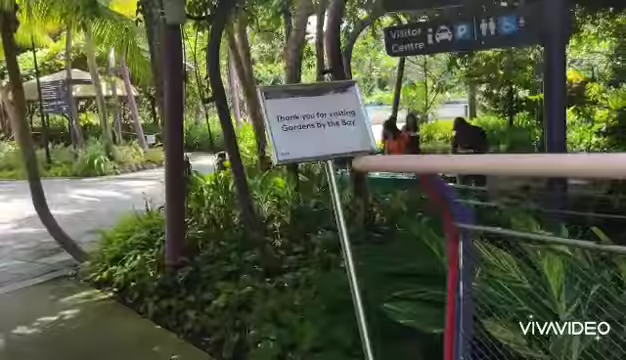 Visitor
Centre
P
Thank you for visiting
Gardens by the Bay
VIVAVIDEO